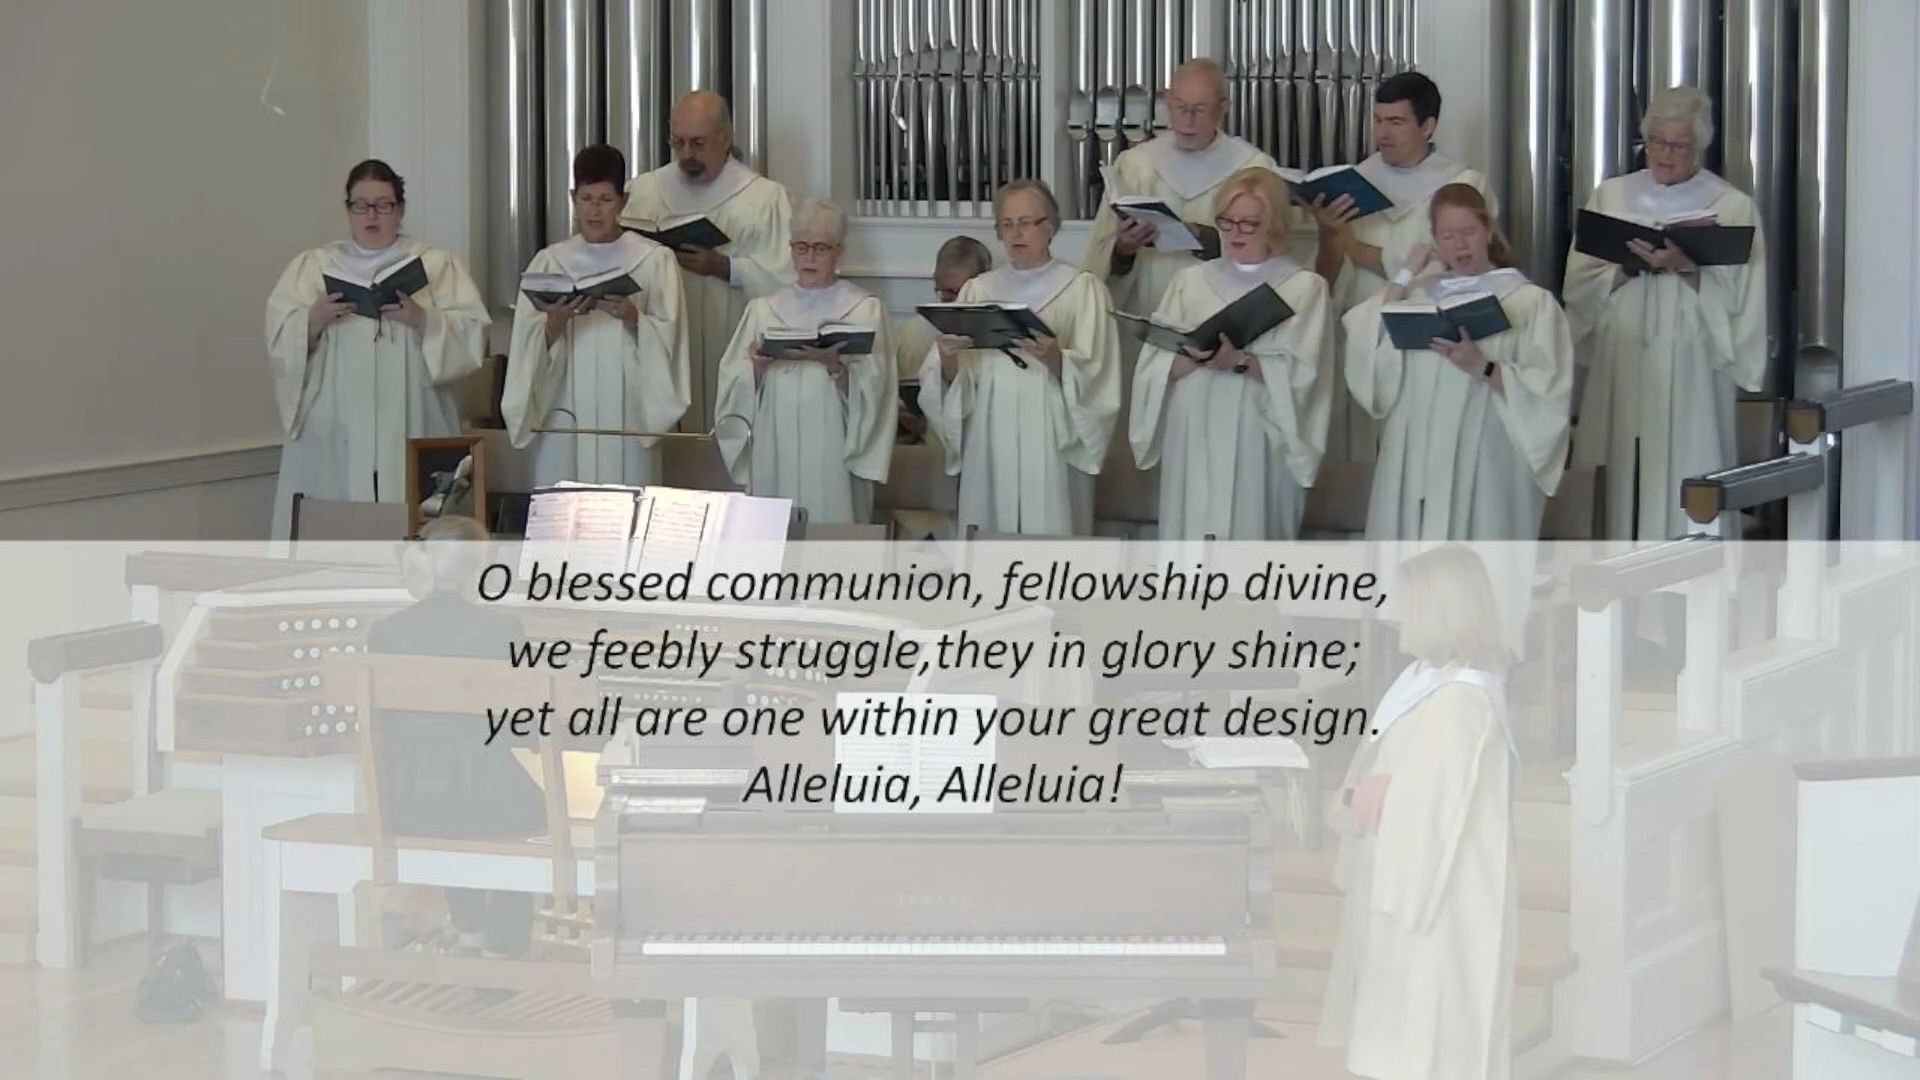 O blessed communion, fellowship divine,
we feebly struggle,they in glory shine;
yet all are one within your great design.
Alleluia, Alleluia!